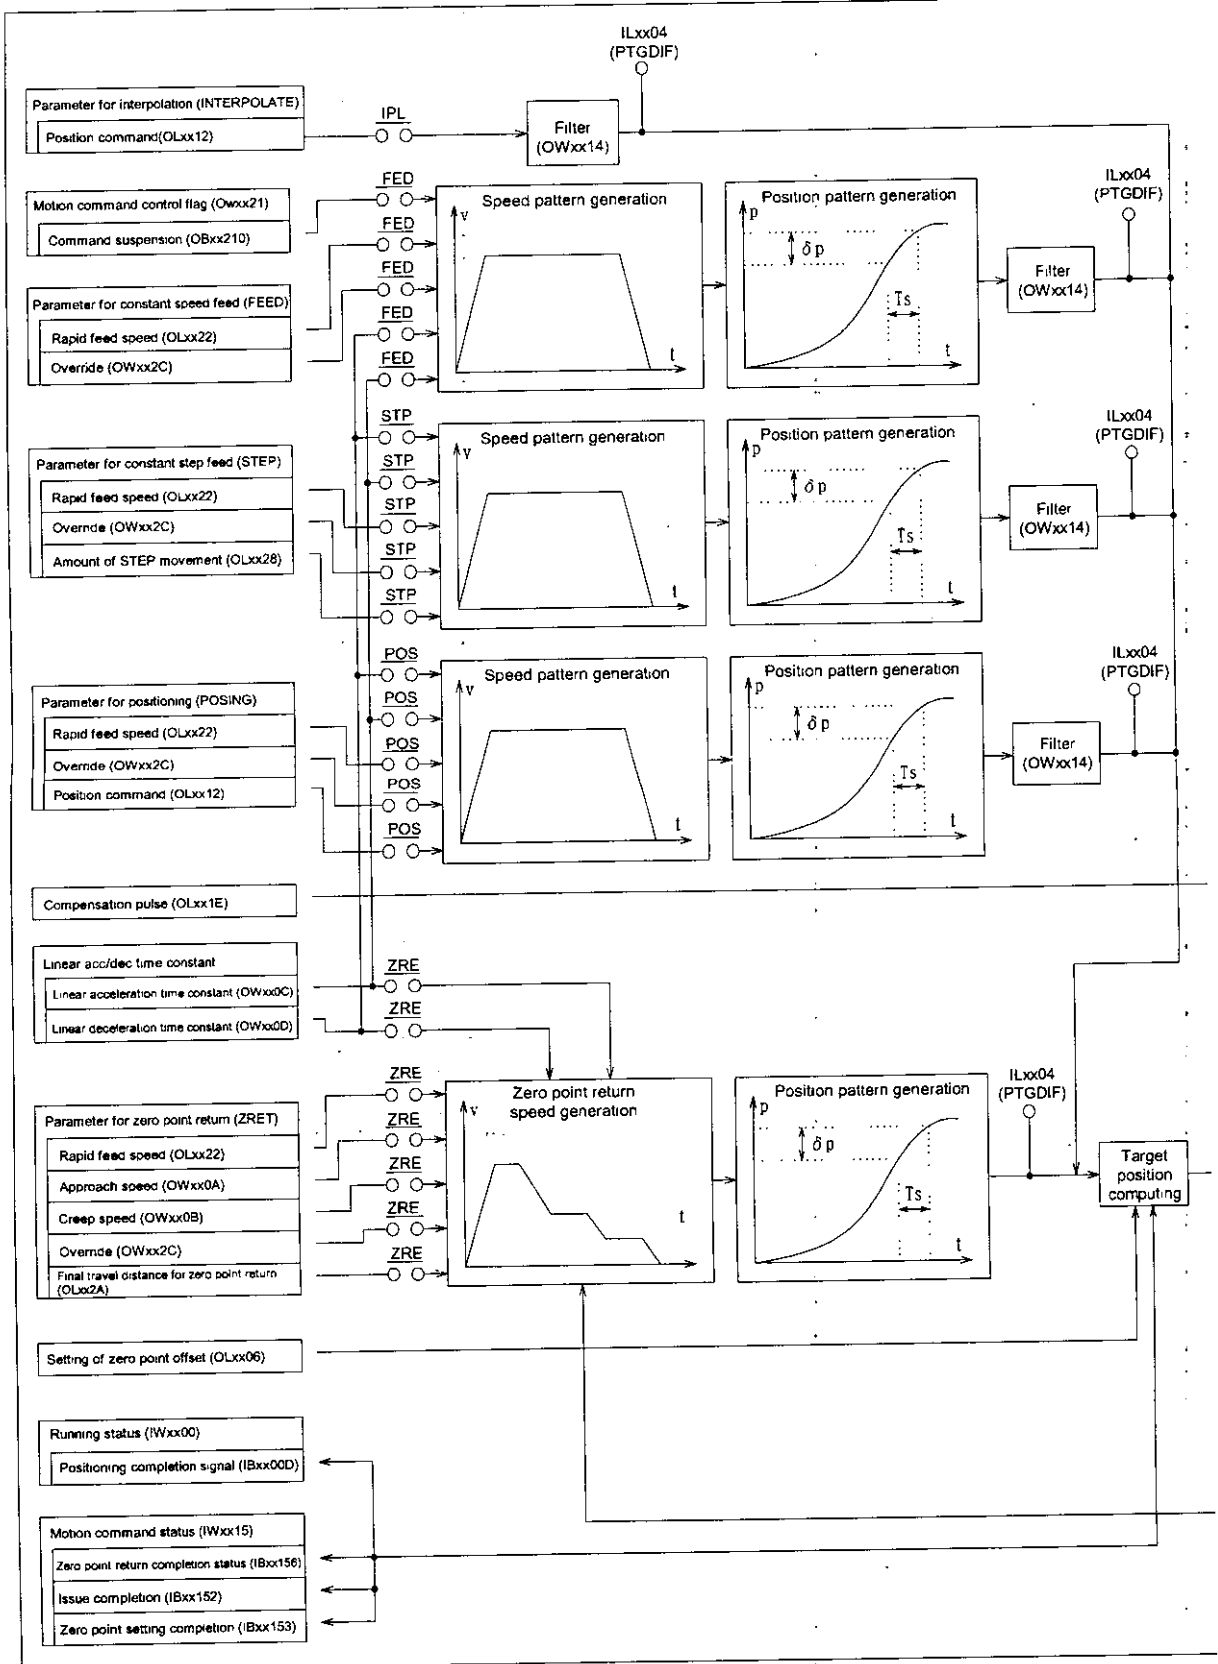 ILxx04
(PTGDIF)
Parameter for interpolation (INTERPOLATE)
Position command(OLxx12)
IPL
Filter
(OWxx14)
ILxx04
(PTGDIF)
Motion command control flag (Owxx21)
Command suspension (OBxx210)
Parameter for constant speed feed (FEED)
Rapid feed speed (OLxx22)
Override (OWxx2C)
FED
FED
FED
FED
FED
Speed pattern generation
v
t
Position pattern generation
p
δ p
Ts
t
Filter
(OWxx14)
ILxx04
(PTGDIF)
Parameter for constant step feed (STEP)
Rapid feed speed (OLxx22)
Override (OWxx2C)
Amount of STEP movement (OLxx28)
STP
STP
STP
STP
STP
Speed pattern generation
v
t
Position pattern generation
p
δ p
Ts
t
Filter
(OWxx14)
ILxx04
(PTGDIF)
Parameter for positioning (POSING)
Rapid feed speed (OLxx22)
Override (OWxx2C)
Position command (OLxx12)
POS
POS
POS
POS
POS
Speed pattern generation
v
t
Position pattern generation
p
δ p
Ts
t
Filter
(OWxx14)
Compensation pulse (OLxx1E)
Linear acc/dec time constant
Linear acceleration time constant (OWxx0C)
Linear deceleration time constant (OWxx0D)
ZRE
ZRE
Parameter for zero point return (ZRET)
Rapid feed speed (OLxx22)
Approach speed (OWxx0A)
Creep speed (OWxx0B)
Override (OWxx2C)
Final travel distance for zero point return
(OLxx2A)
ZRE
ZRE
ZRE
ZRE
ZRE
Zero point return
speed generation
v
t
Position pattern generation
p
δ p
Ts
t
ILxx04
(PTGDIF)
Target
position
computing
Setting of zero point offset (OLxx06)
Running status (IWxx00)
Positioning completion signal (IBxx00D)
Motion command status (IWxx15)
Zero point return completion status (IBxx156)
Issue completion (IBxx152)
Zero point setting completion (IBxx153)